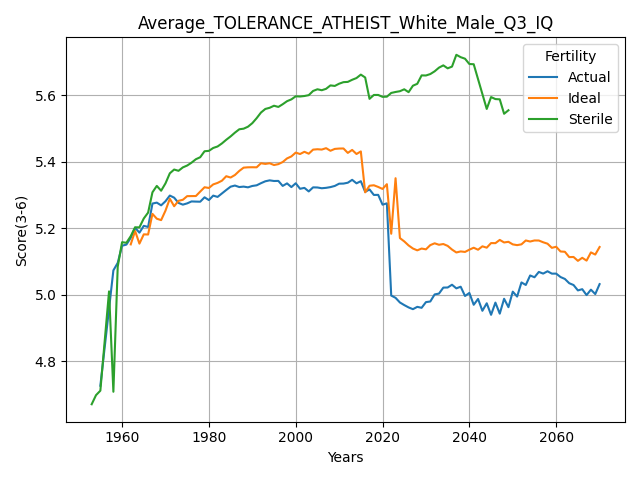 Average_TOLERANCE_ATHEIST_White_Male_Q3_IQ
Fertility
Actual
Ideal
Sterile
Score(3-6)
5.6
5.4
5.2
5.0
4.8
1960
1980
2000
2020
2040
2060
Years